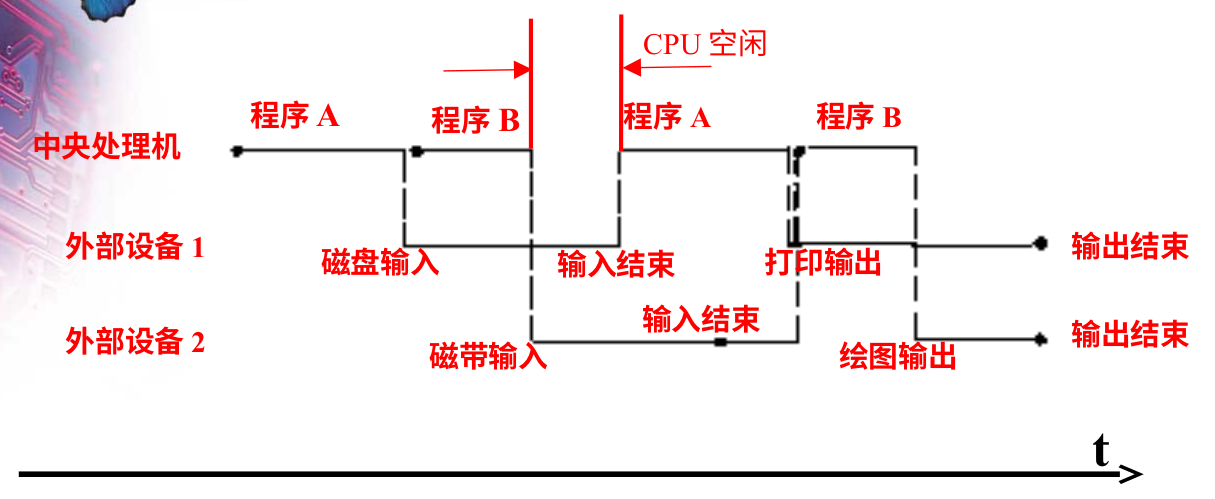 CPU 空闲
程序 A
程序 B
程序 A
程序 B
中央处理机
外部设备 1
磁盘输入
输入结束
打印输出
输出结束
输入结束
外部设备 2
磁带输入
绘图输出
输出结束
t